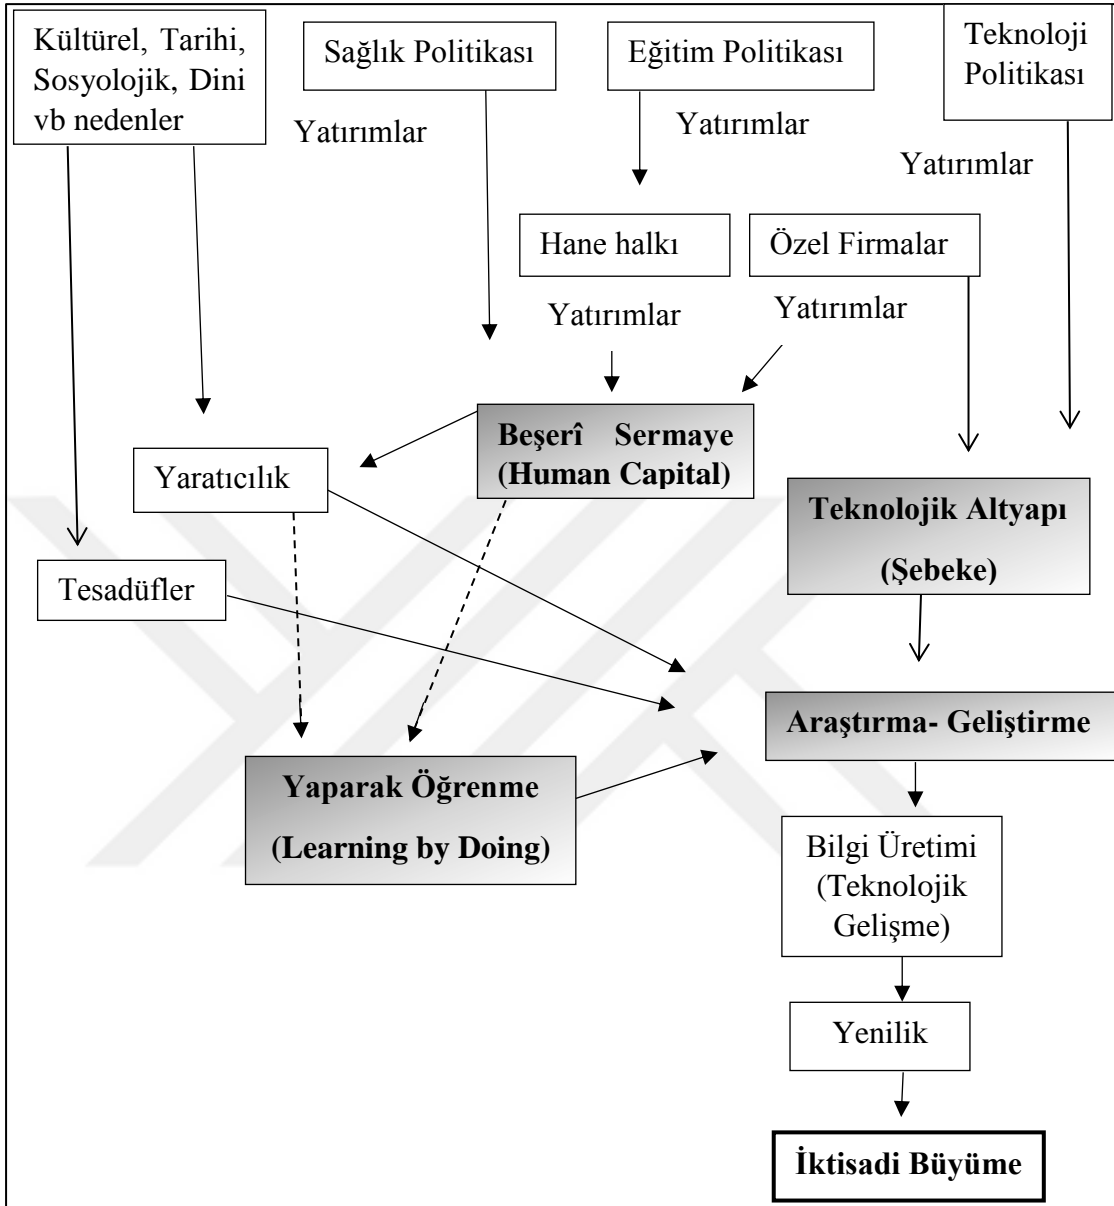 Kültürel, Tarihi,
Sosyolojik, Dini
vb nedenler
Sağlık Politikası
Eğitim Politikası
Teknoloji
Politikası
Yatırımlar
Yatırımlar
Yatırımlar
Hane halkı
Özel Firmalar
Yatırımlar
Yatırımlar
Beşerî Sermaye
(Human Capital)
Yaratıcılık
Teknolojik Altyapı
(Şebeke)
Tesadüfler
Araştırma- Geliştirme
Yaparak Öğrenme
(Learning by Doing)
Bilgi Üretimi
(Teknolojik
Gelişme)
Yenilik
İktisadi Büyüme